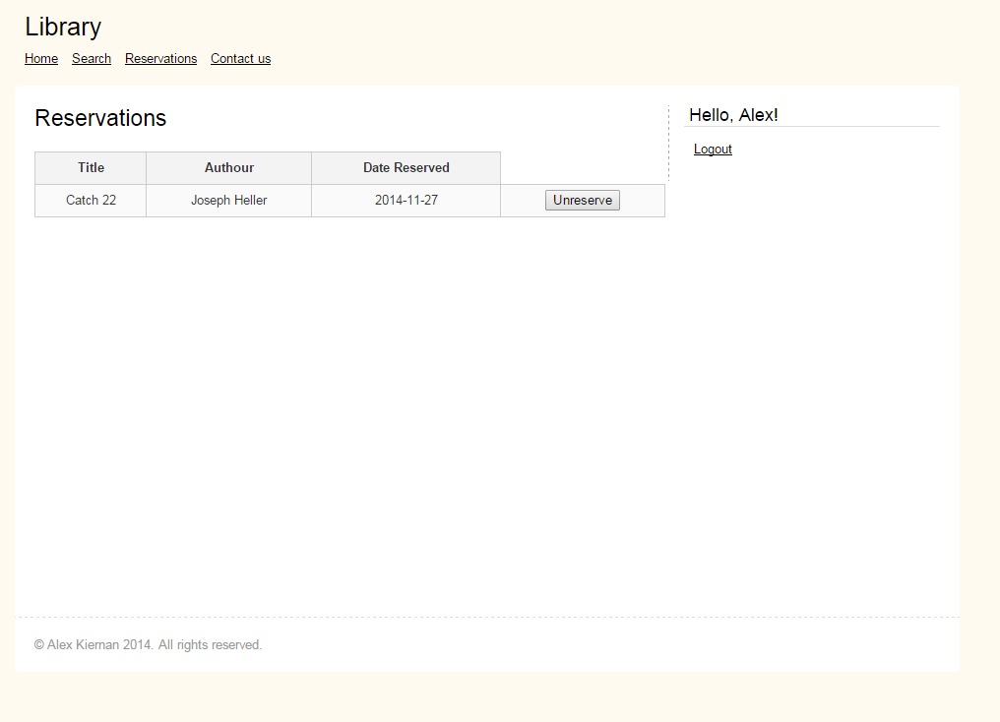 Library
Home Search Reservations Contact us
Reservations
Hello, Alex!
Logout
Title Authour Date Reserved
Catch 22 Joseph Heller 2014-11-27 Unreserve
© Alex Kiernan 2014. All rights reserved.